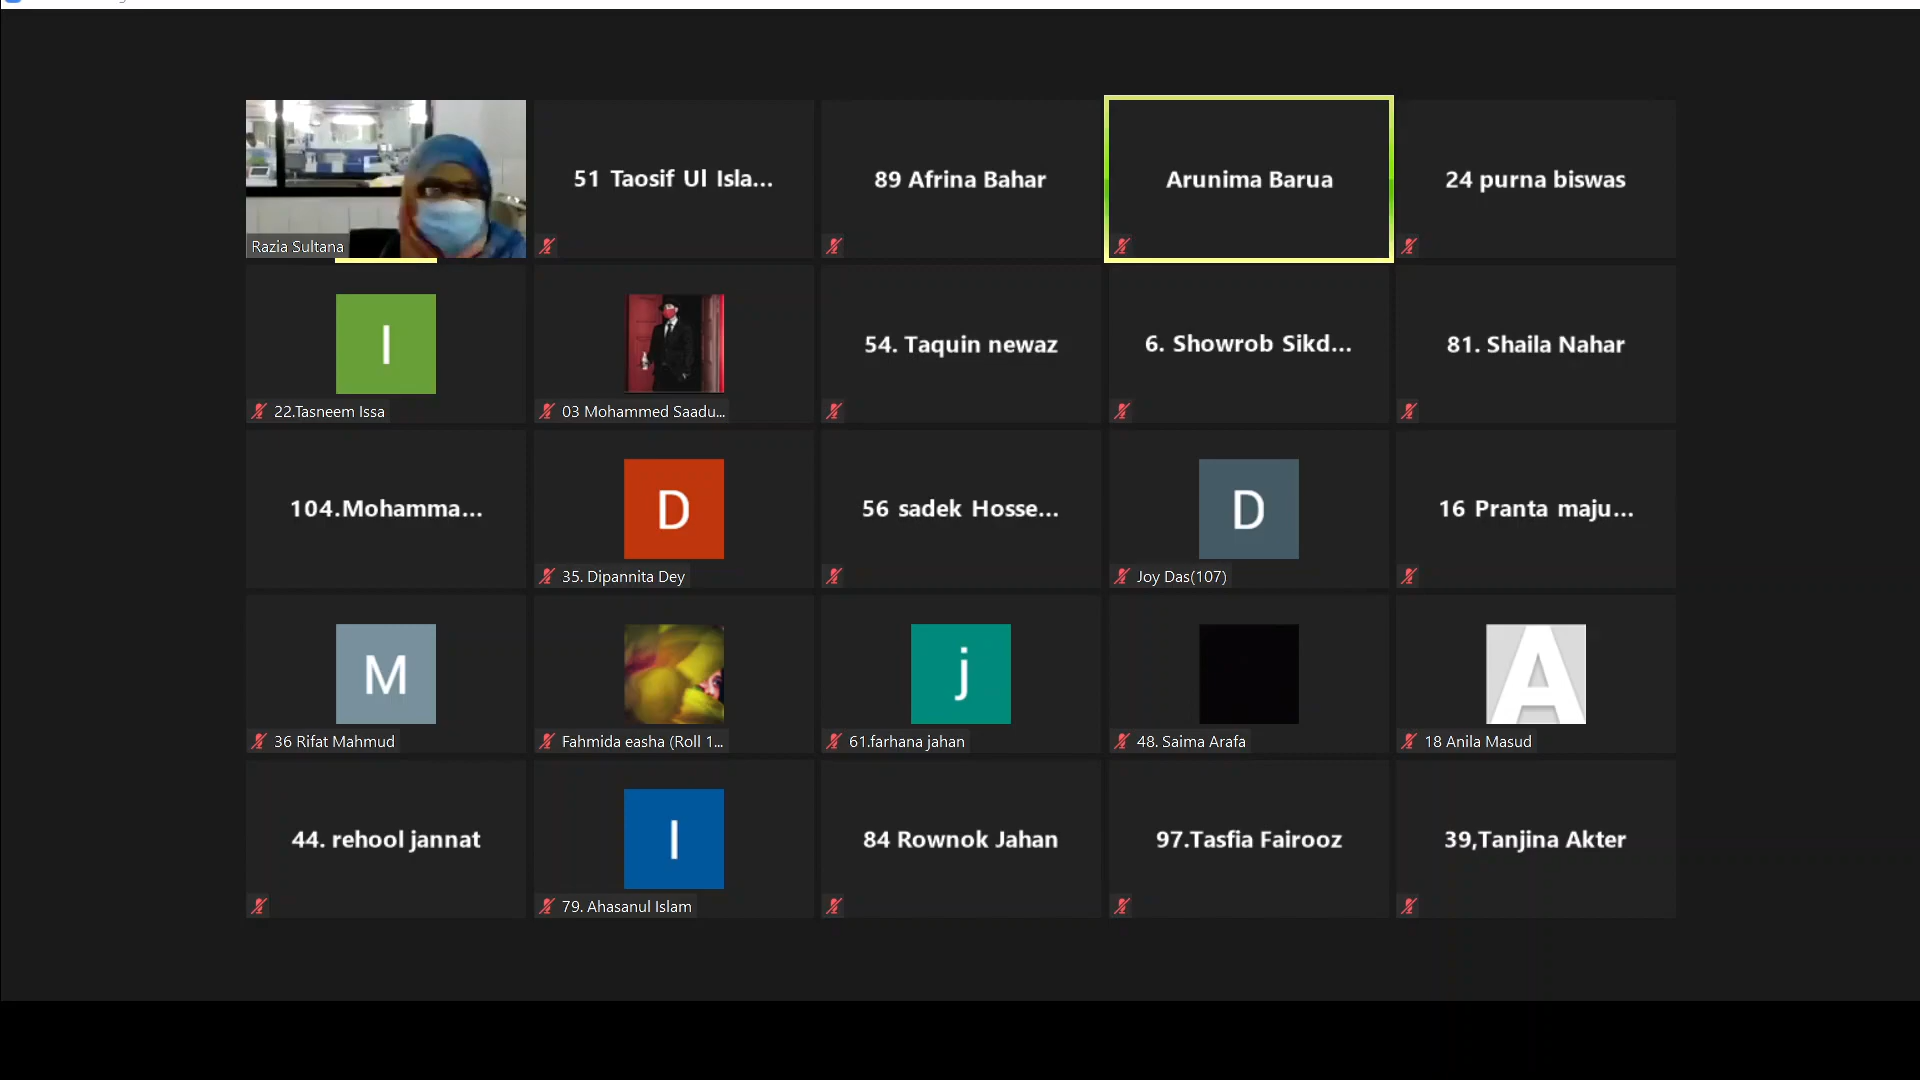 51 Taosif Ul Isla...
89 Afrina Bahar
Arunima Barua
24 purna biswas
Razia Sultana
I
54. Taquin newaz
6. Showrob Sikd...
81. Shaila Nahar
22.Tasneem Issa
03 Mohammed Saadu...
104.Mohamma...
D
56 sadek Hosse...
D
16 Pranta maju...
35. Dipannita Dey
Joy Das(107)
M
j
A
36 Rifat Mahmud
Fahmida easha (Roll 1...
61.farhana jahan
48. Saima Arafa
18 Anila Masud
44. rehool jannat
I
84 Rownok Jahan
97.Tasfia Fairooz
39,Tanjina Akter
79. Ahasanul Islam